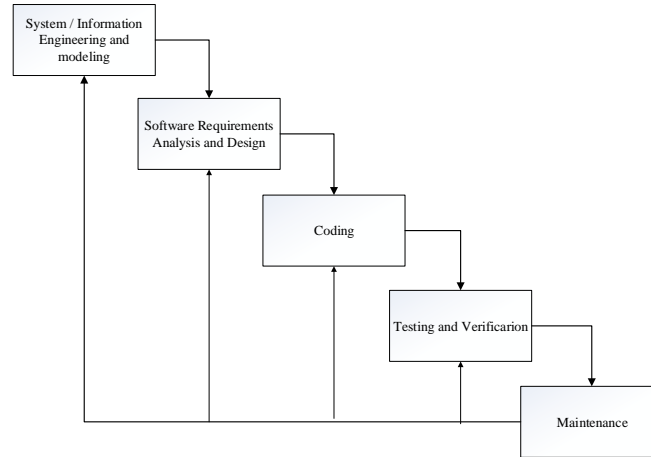 System / Information
Engineering and
modeling
Software Requirements
Analysis and Design
Coding
Testing and Verificarion
Maintenance